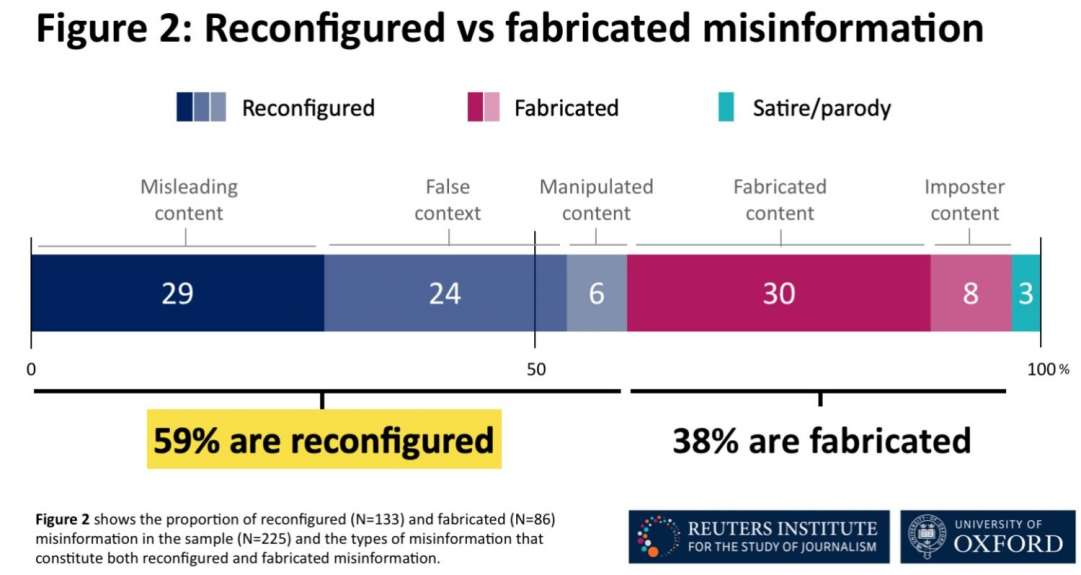 Figure 2: Reconfigured vs fabricated misinformation
Reconfigured
Fabricated
Satire/parody
Misleading
content
False
context
Manipulated
content
Fabricated
content
Imposter
content
29
24
6
30
8
3
0
50
100 %
59% are reconfigured
38% are fabricated
Figure 2 shows the proportion of reconfigured (N=133) and fabricated (N=86)
misinformation in the sample (N=225) and the types of misinformation that
constitute both reconfigured and fabricated misinformation.
REUTERS INSTITUTE
FOR THE STUDY OF JOURNALISM
UNIVERSITY OF
OXFORD